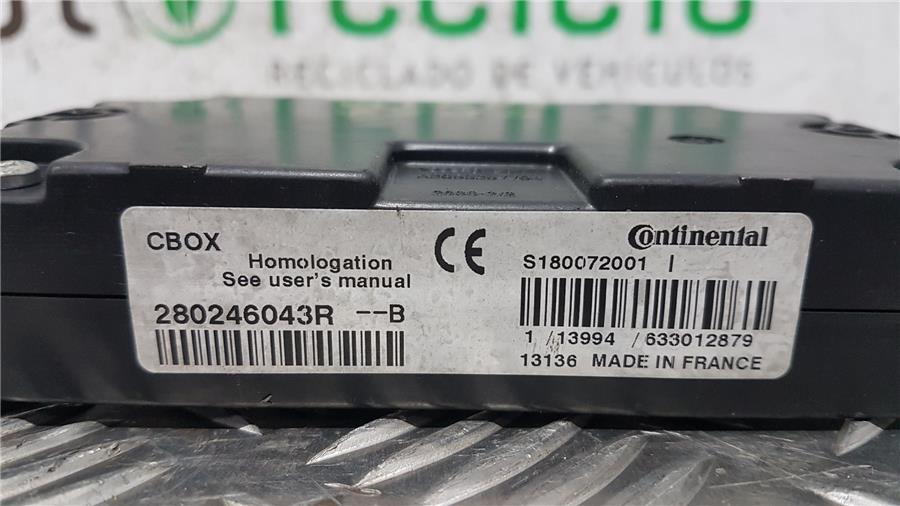 RECICLADO DE VEHÍCULOS
CBOX
Homologation
See user's manual
280246043R --B
CE
Continental
S180072001 I
1 / 13994 / 633012879
13136 MADE IN FRANCE